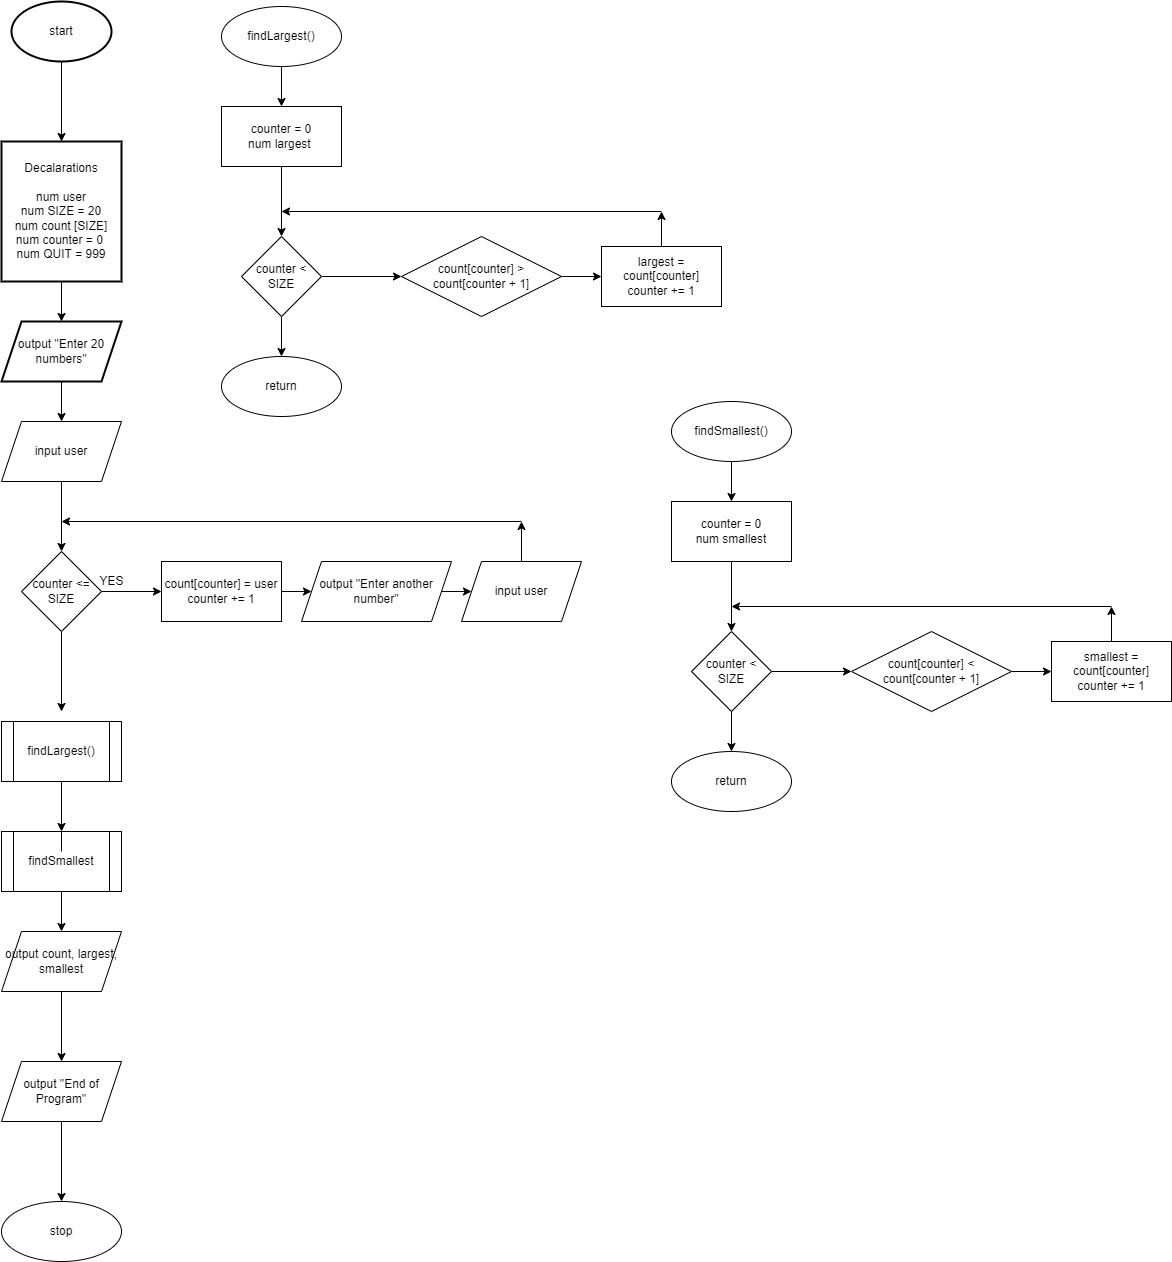 start
Decalarations
num user
num SIZE = 20
num count [SIZE]
num counter = 0
num QUIT = 999
output "Enter 20
numbers"
input user
counter <=
SIZE
YES
count[counter] = user
counter += 1
output "Enter another
number"
input user
findLargest()
findSmallest
output count, largest,
smallest
output "End of
Program"
stop
findLargest()
counter = 0
num largest
counter <
SIZE
count[counter] >
count[counter + 1]
largest =
count[counter]
counter += 1
return
findSmallest()
counter = 0
num smallest
counter <
SIZE
count[counter] <
count[counter + 1]
smallest =
count[counter]
counter += 1
return